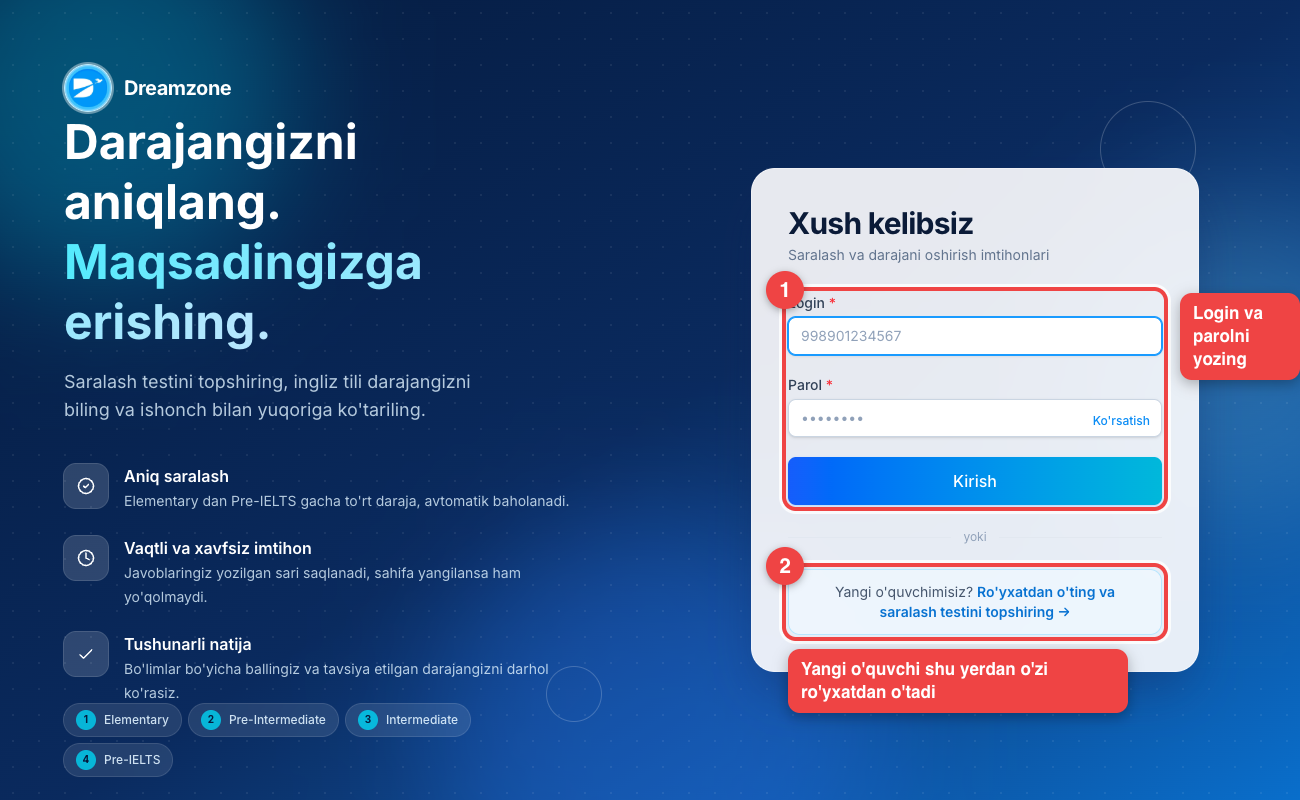 Dreamzone
Darajangizni
aniqlang.
Maqsadingizga
erishing.
Saralash testini topshiring, ingliz tili darajangizni
biling va ishonch bilan yuqoriga ko'tariling.
Aniq saralash
Elementary dan Pre-IELTS gacha to'rt daraja, avtomatik baholanadi.
Vaqtli va xavfsiz imtihon
Javoblaringiz yozilgan sari saqlanadi, sahifa yangilansa ham
yo'qolmaydi.
Tushunarli natija
Bo'limlar bo'yicha ballingiz va tavsiya etilgan darajangizni darhol
ko'rasiz.
1 Elementary
2 Pre-Intermediate
3 Intermediate
4 Pre-IELTS
Xush kelibsiz
Saralash va darajani oshirish imtihonlari
1
Login *
998901234567
Parol *
Ko'rsatish
Kirish
Login va
parolni
yozing
yoki
2
Yangi o'quvchimisiz? Ro'yxatdan o'ting va
saralash testini topshiring →
Yangi o'quvchi shu yerdan o'zi
ro'yxatdan o'tadi